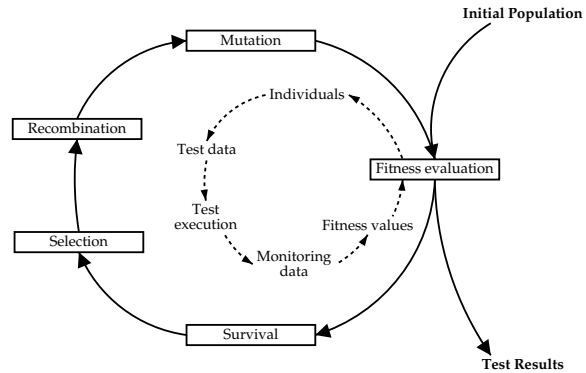 Initial Population
Mutation
Individuals
Recombination
Test data
Fitness evaluation
Test
execution
Fitness values
Selection
Monitoring
data
Survival
Test Results